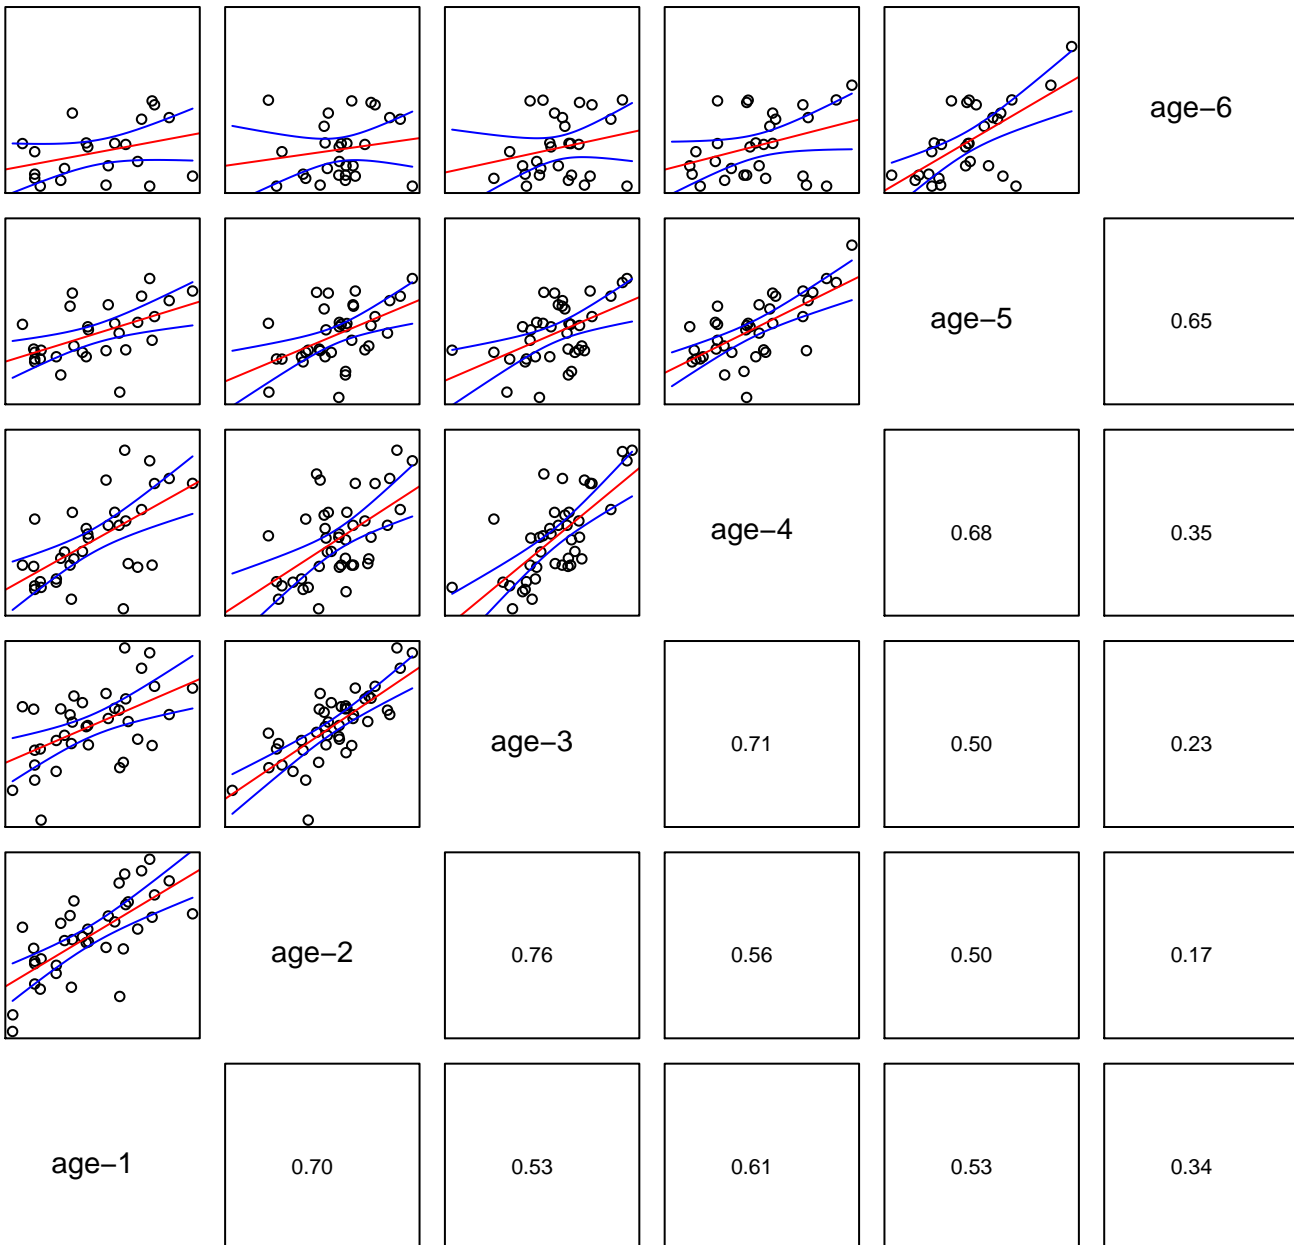 age−6
age−5 0.65
age−4 0.68 0.35
age−3 0.71 0.50 0.23
age−2 0.76 0.56 0.50 0.17
age−1 0.70 0.53 0.61 0.53 0.34